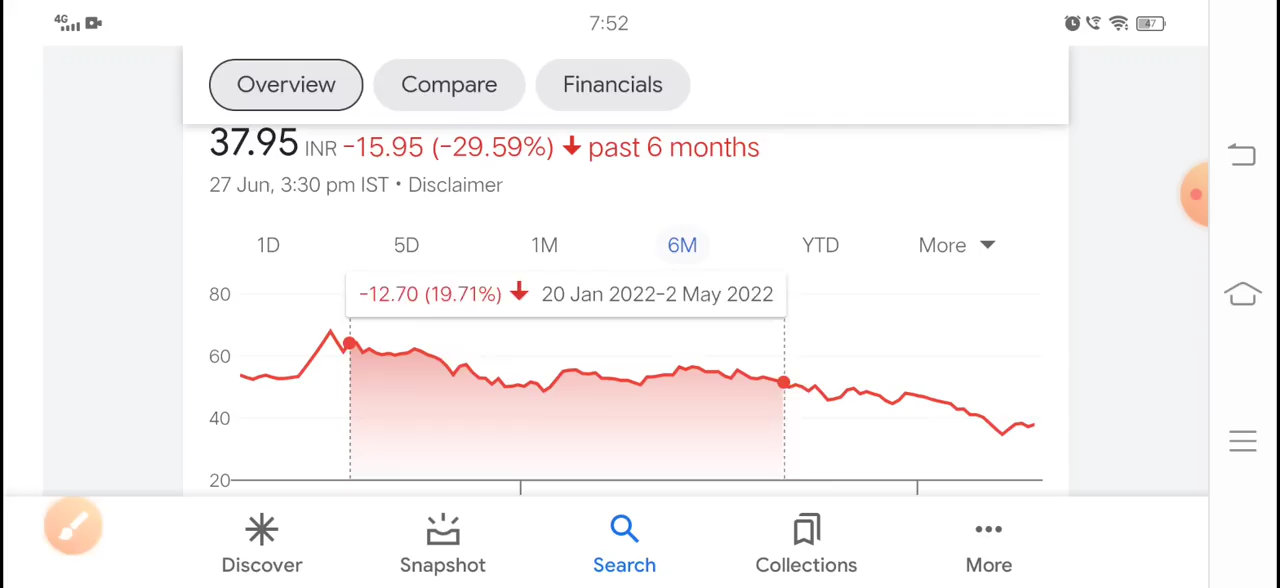 4G 7:52 47
Overview Compare Financials
37.95 INR −15.95 (−29.59%) past 6 months
27 Jun, 3:30 pm IST • Disclaimer
1D 5D 1M 6M YTD More
−12.70 (19.71%) 20 Jan 2022–2 May 2022
80
60
40
20
Discover Snapshot Search Collections More